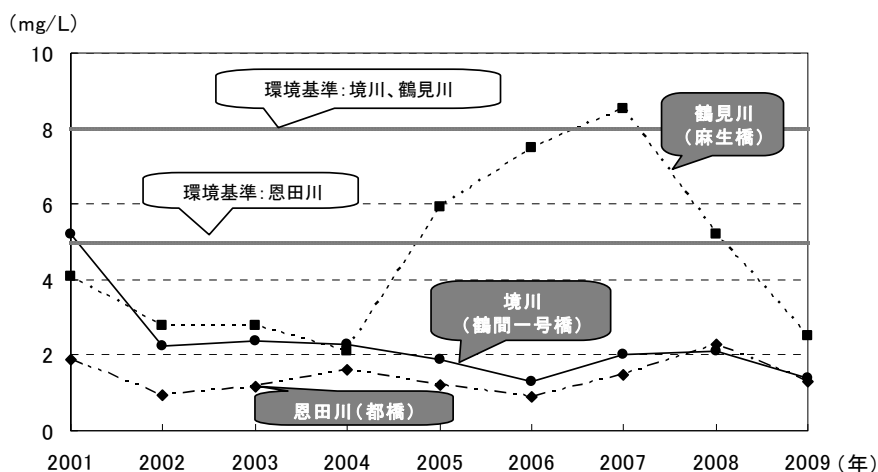 (mg/L)
10
環境基準:境川、鶴見川
鶴見川
(麻生橋)
8
環境基準:恩田川
6
4
境川
(鶴間一号橋)
2
恩田川(都橋)
0
2001 2002 2003 2004 2005 2006 2007 2008 2009 (年)